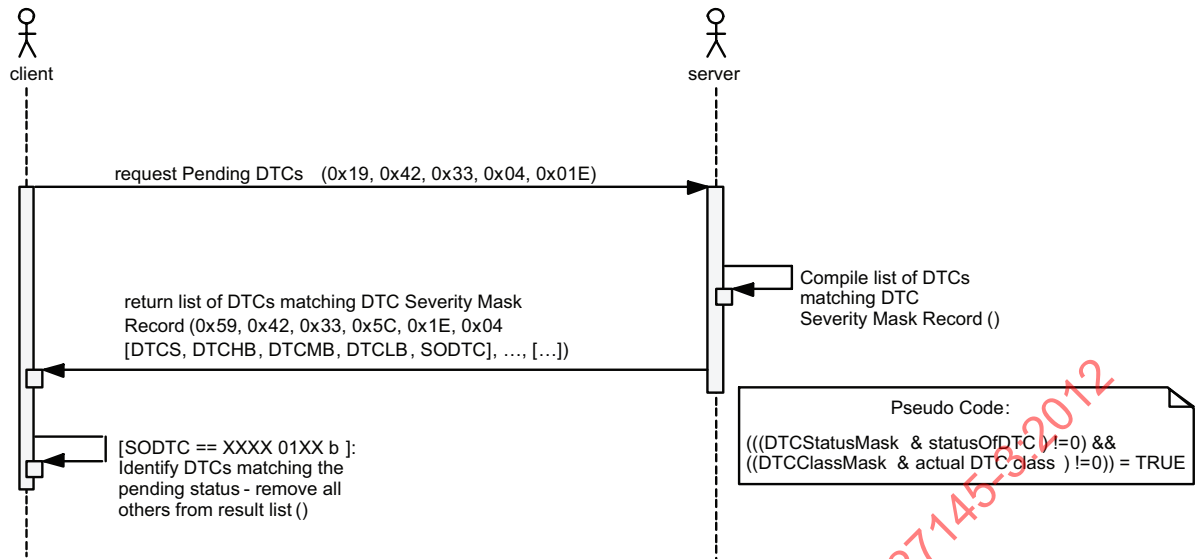 client
server
request Pending DTCs (0x19, 0x42, 0x33, 0x04, 0x01E)
Compile list of DTCs
matching DTC
Severity Mask Record ()
return list of DTCs matching DTC Severity Mask
Record (0x59, 0x42, 0x33, 0x5C, 0x1E, 0x04
[DTCS, DTCHB, DTCMB, DTCLB, SODTC], …, […])
Pseudo Code:
(((DTCStatusMask & statusOfDTC ) !=0) &&
((DTCClassMask & actual DTC class ) !=0)) = TRUE
[SODTC == XXXX 01XX b ]:
Identify DTCs matching the
pending status - remove all
others from result list ()
27145-3:2012